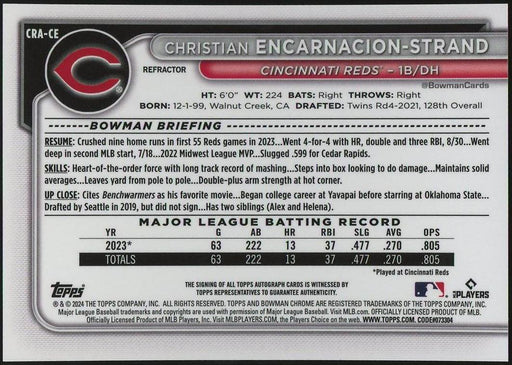 CRA-CE
CHRISTIAN ENCARNACION-STRAND
REFRACTOR
CINCINNATI REDS® – 1B/DH
@BowmanCards
HT: 6'0" WT: 224 BATS: Right THROWS: Right
BORN: 12-1-99, Walnut Creek, CA DRAFTED: Twins Rd4-2021, 128th Overall
BOWMAN BRIEFING
RESUME: Crushed nine home runs in first 55 Reds games in 2023...Went 4-for-4 with HR, double and three RBI, 8/30...Went
deep in second MLB start, 7/18...2022 Midwest League MVP...Slugged .599 for Cedar Rapids.
SKILLS: Heart-of-the-order force with long track record of mashing...Steps into box looking to do damage...Maintains solid
averages...Leaves yard from pole to pole...Double-plus arm strength at hot corner.
UP CLOSE: Cites Benchwarmers as his favorite movie...Began college career at Yavapai before starring at Oklahoma State...
Drafted by Seattle in 2019, but did not sign...Has two siblings (Alex and Helena).
MAJOR LEAGUE BATTING RECORD
YR G AB HR RBI SLG AVG OPS
2023* 63 222 13 37 .477 .270 .805
TOTALS 63 222 13 37 .477 .270 .805
*Played at Cincinnati Reds
Topps
THE SIGNING OF ALL TOPPS AUTOGRAPH CARDS IS WITNESSED BY
TOPPS REPRESENTATIVES TO GUARANTEE AUTHENTICITY.
PLAYERS
® & © 2024 THE TOPPS COMPANY, INC. ALL RIGHTS RESERVED. TOPPS AND BOWMAN CHROME ARE REGISTERED TRADEMARKS OF THE TOPPS COMPANY, INC.
Major League Baseball trademarks and copyrights are used with permission of Major League Baseball. Visit MLB.com. OFFICIALLY LICENSED PRODUCT OF MLB.
Officially Licensed Product of MLB Players, Inc. Visit MLBPLAYERS.com, the Players Choice on the web. WWW.TOPPS.COM CODE#073304